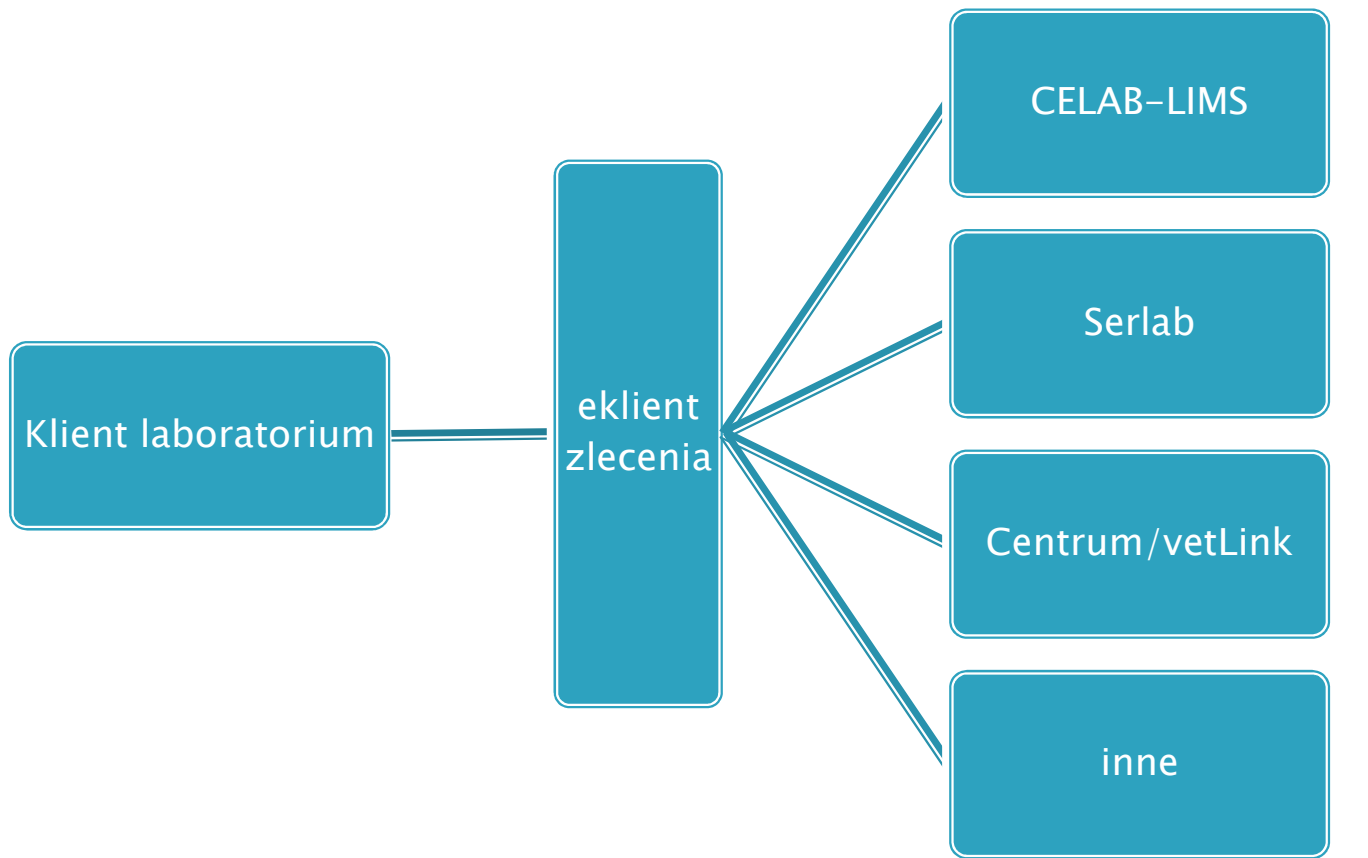 Klient laboratorium
eklient
zlecenia
CELAB-LIMS
Serlab
Centrum/vetLink
inne